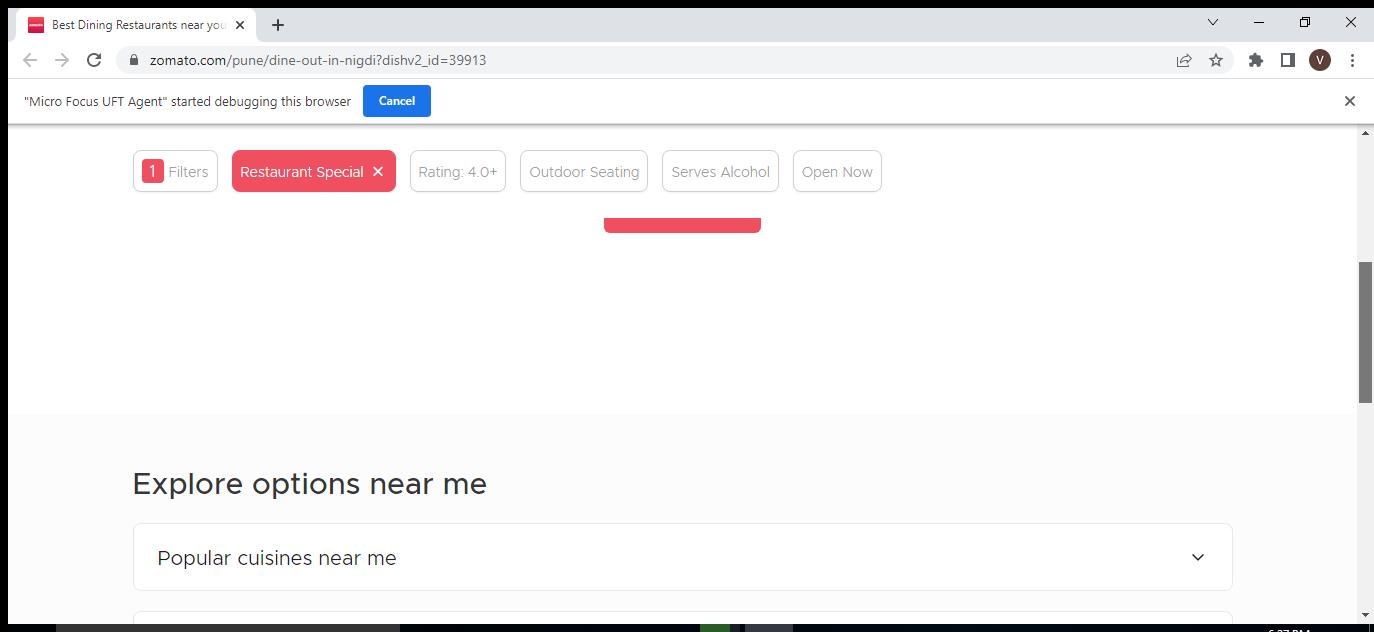 Best Dining Restaurants near you
zomato.com/pune/dine-out-in-nigdi?dishv2_id=39913
V
"Micro Focus UFT Agent" started debugging this browser
Cancel
1 Filters
Restaurant Special
Rating: 4.0+
Outdoor Seating
Serves Alcohol
Open Now
Explore options near me
Popular cuisines near me